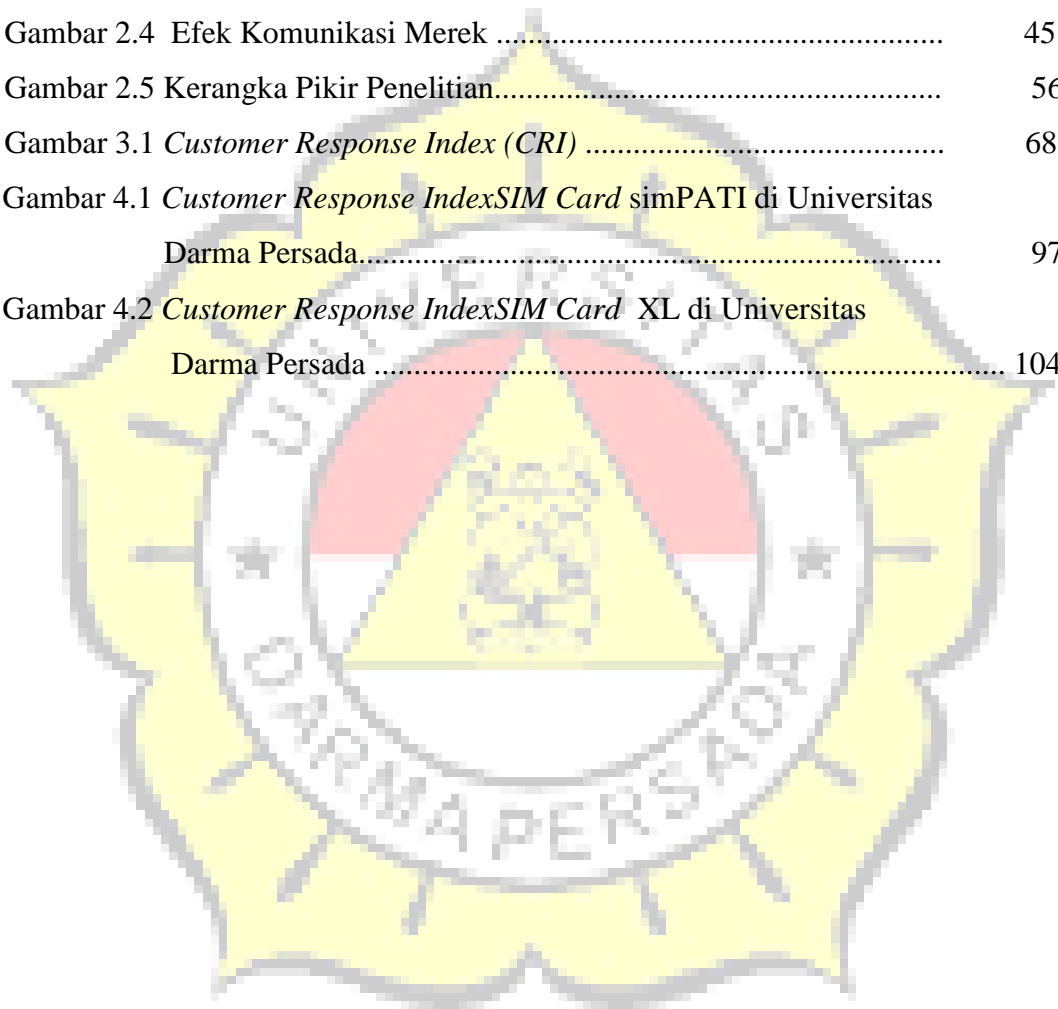 Gambar 2.4  Efek Komunikasi Merek ......................................................... 45
Gambar 2.5 Kerangka Pikir Penelitian......................................................... 56
Gambar 3.1 Customer Response Index (CRI) .............................................. 68
Gambar 4.1 Customer Response IndexSIM Card simPATI di Universitas
Darma Persada.......................................................................... 97
Gambar 4.2 Customer Response IndexSIM Card  XL di Universitas
Darma Persada ................................................................................ 104
UNIVERSITAS
DARMA PERSADA